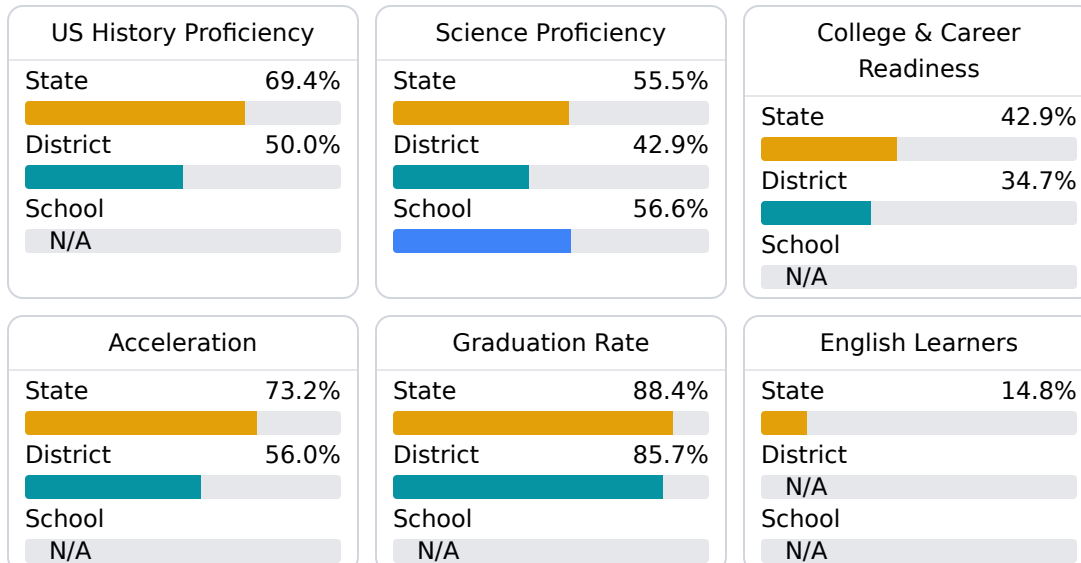 US History Proficiency
State 69.4%
District 50.0%
School
N/A
Science Proficiency
State 55.5%
District 42.9%
School 56.6%
College & Career
Readiness
State 42.9%
District 34.7%
School
N/A
Acceleration
State 73.2%
District 56.0%
School
N/A
Graduation Rate
State 88.4%
District 85.7%
School
N/A
English Learners
State 14.8%
District
N/A
School
N/A